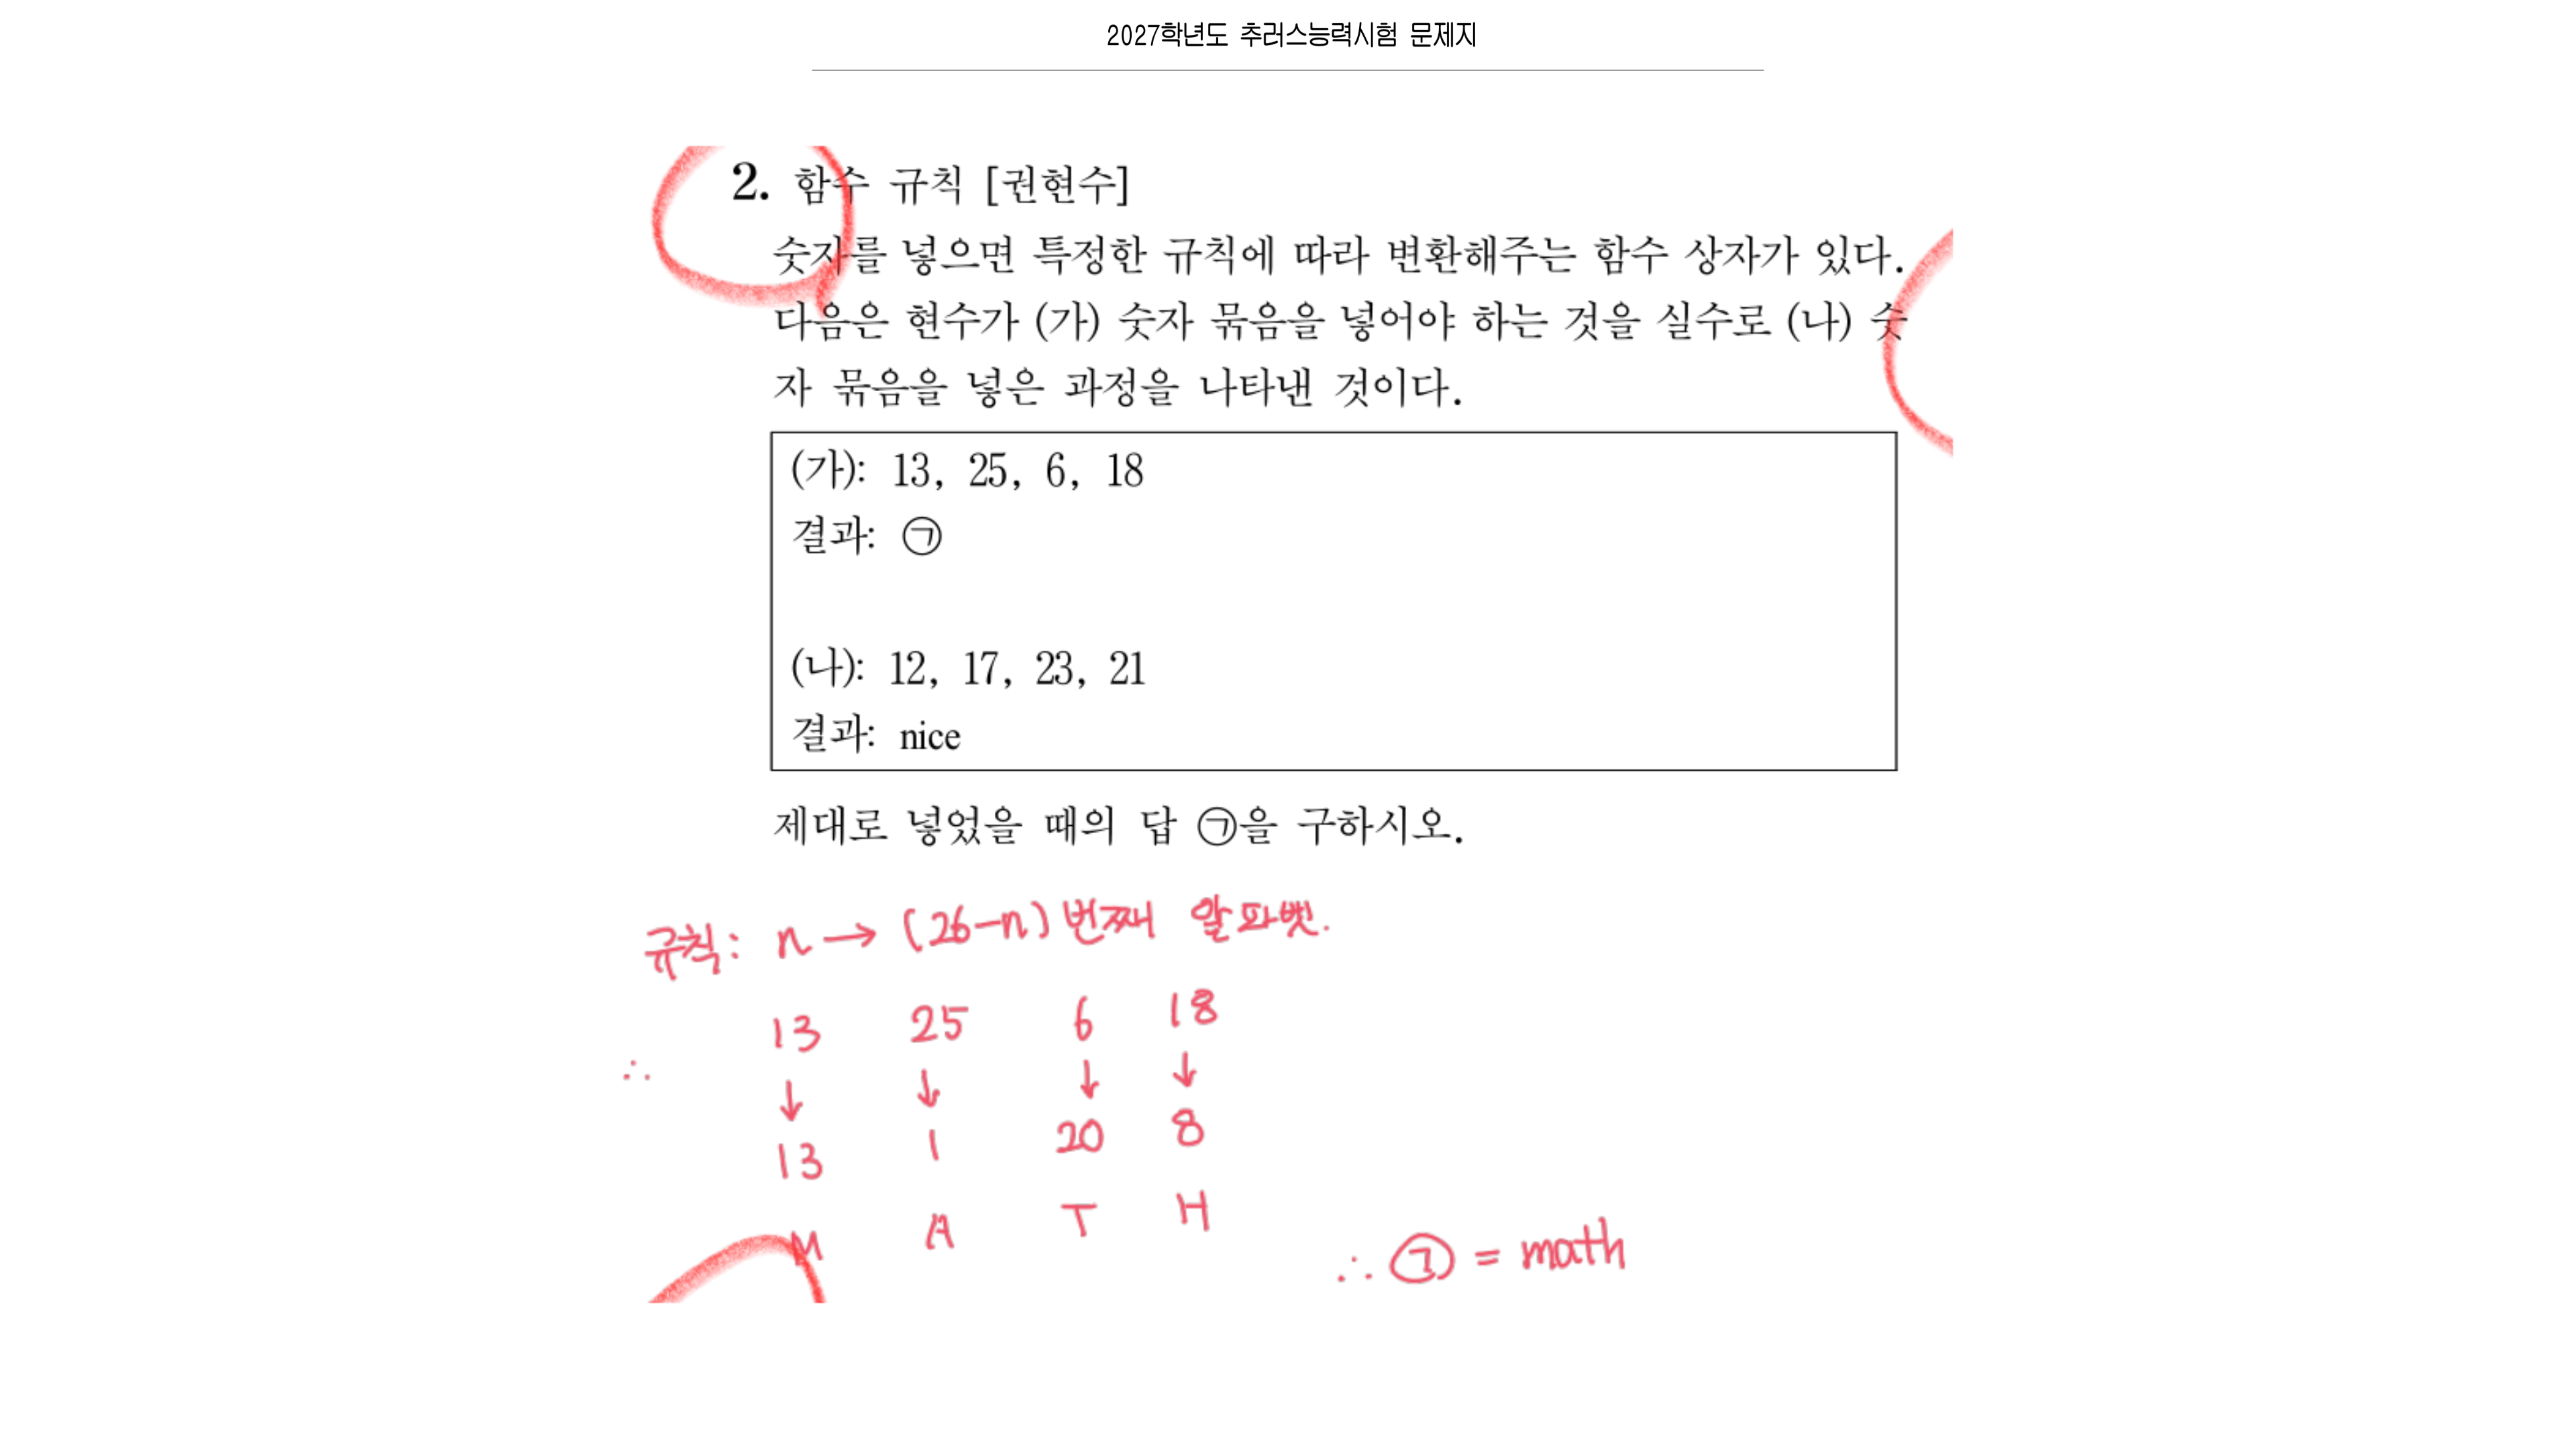 2027학년도 추러스능력시험 문제지
2. 함수 규칙 [권현수]
숫자를 넣으면 특정한 규칙에 따라 변환해주는 함수 상자가 있다.
다음은 현수가 (가) 숫자 묶음을 넣어야 하는 것을 실수로 (나) 숫
자 묶음을 넣은 과정을 나타낸 것이다.
(가): 13, 25, 6, 18
결과: ㉠
(나): 12, 17, 23, 21
결과: nice
제대로 넣었을 때의 답 ㉠을 구하시오.
규칙: n → (26-n) 번째 알파벳.
13 25 6 18
∴ ↓ ↓ ↓ ↓
13 1 20 8
M A T H
∴ ㉠ = math